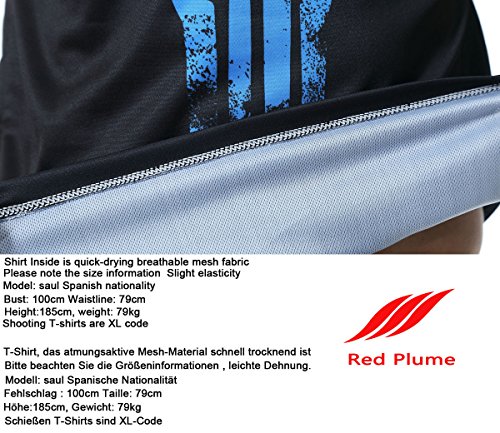 Shirt Inside is quick-drying breathable mesh fabric
Please note the size information  Slight elasticity
Model: saul Spanish nationality
Bust: 100cm Waistline: 79cm
Height:185cm, weight: 79kg
Shooting T-shirts are XL code
T-Shirt, das atmungsaktive Mesh-Material schnell trocknend ist
Bitte beachten Sie die Größeninformationen , leichte Dehnung.
Modell: saul Spanische Nationalität
Fehlschlag : 100cm Taille: 79cm
Höhe:185cm, Gewicht: 79kg
Schießen T-Shirts sind XL-Code
Red Plume